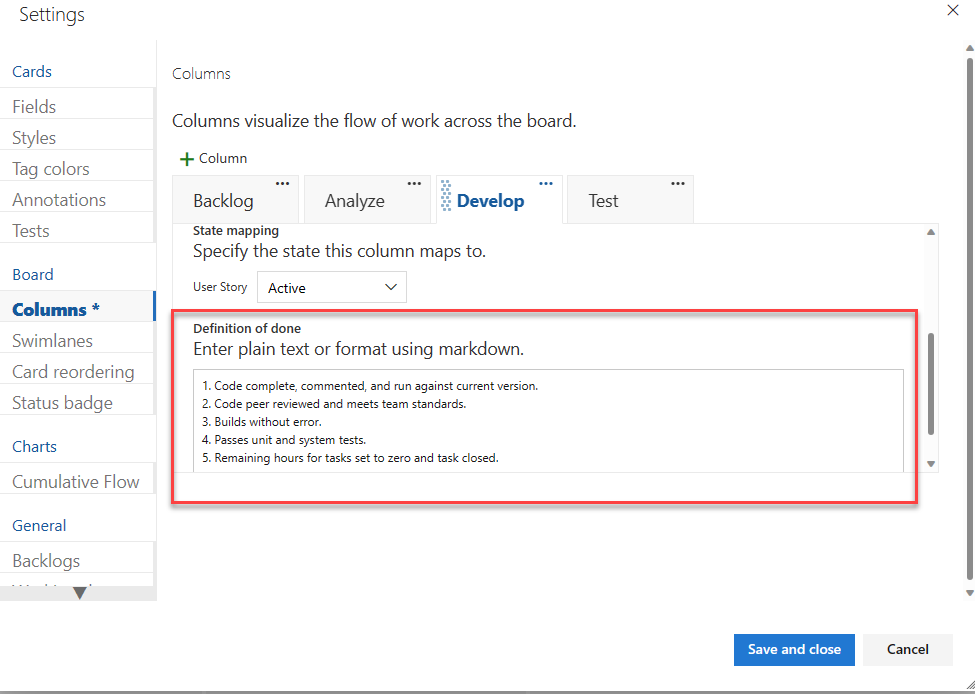 Settings
Cards
Fields
Styles
Tag colors
Annotations
Tests
Board
Columns *
Swimlanes
Card reordering
Status badge
Charts
Cumulative Flow
General
Backlogs
Columns
Columns visualize the flow of work across the board.
Column
Backlog
Analyze
Develop
Test
State mapping
Specify the state this column maps to.
User Story Active
Definition of done
Enter plain text or format using markdown.
1. Code complete, commented, and run against current version.
2. Code peer reviewed and meets team standards.
3. Builds without error.
4. Passes unit and system tests.
5. Remaining hours for tasks set to zero and task closed.
Save and close
Cancel